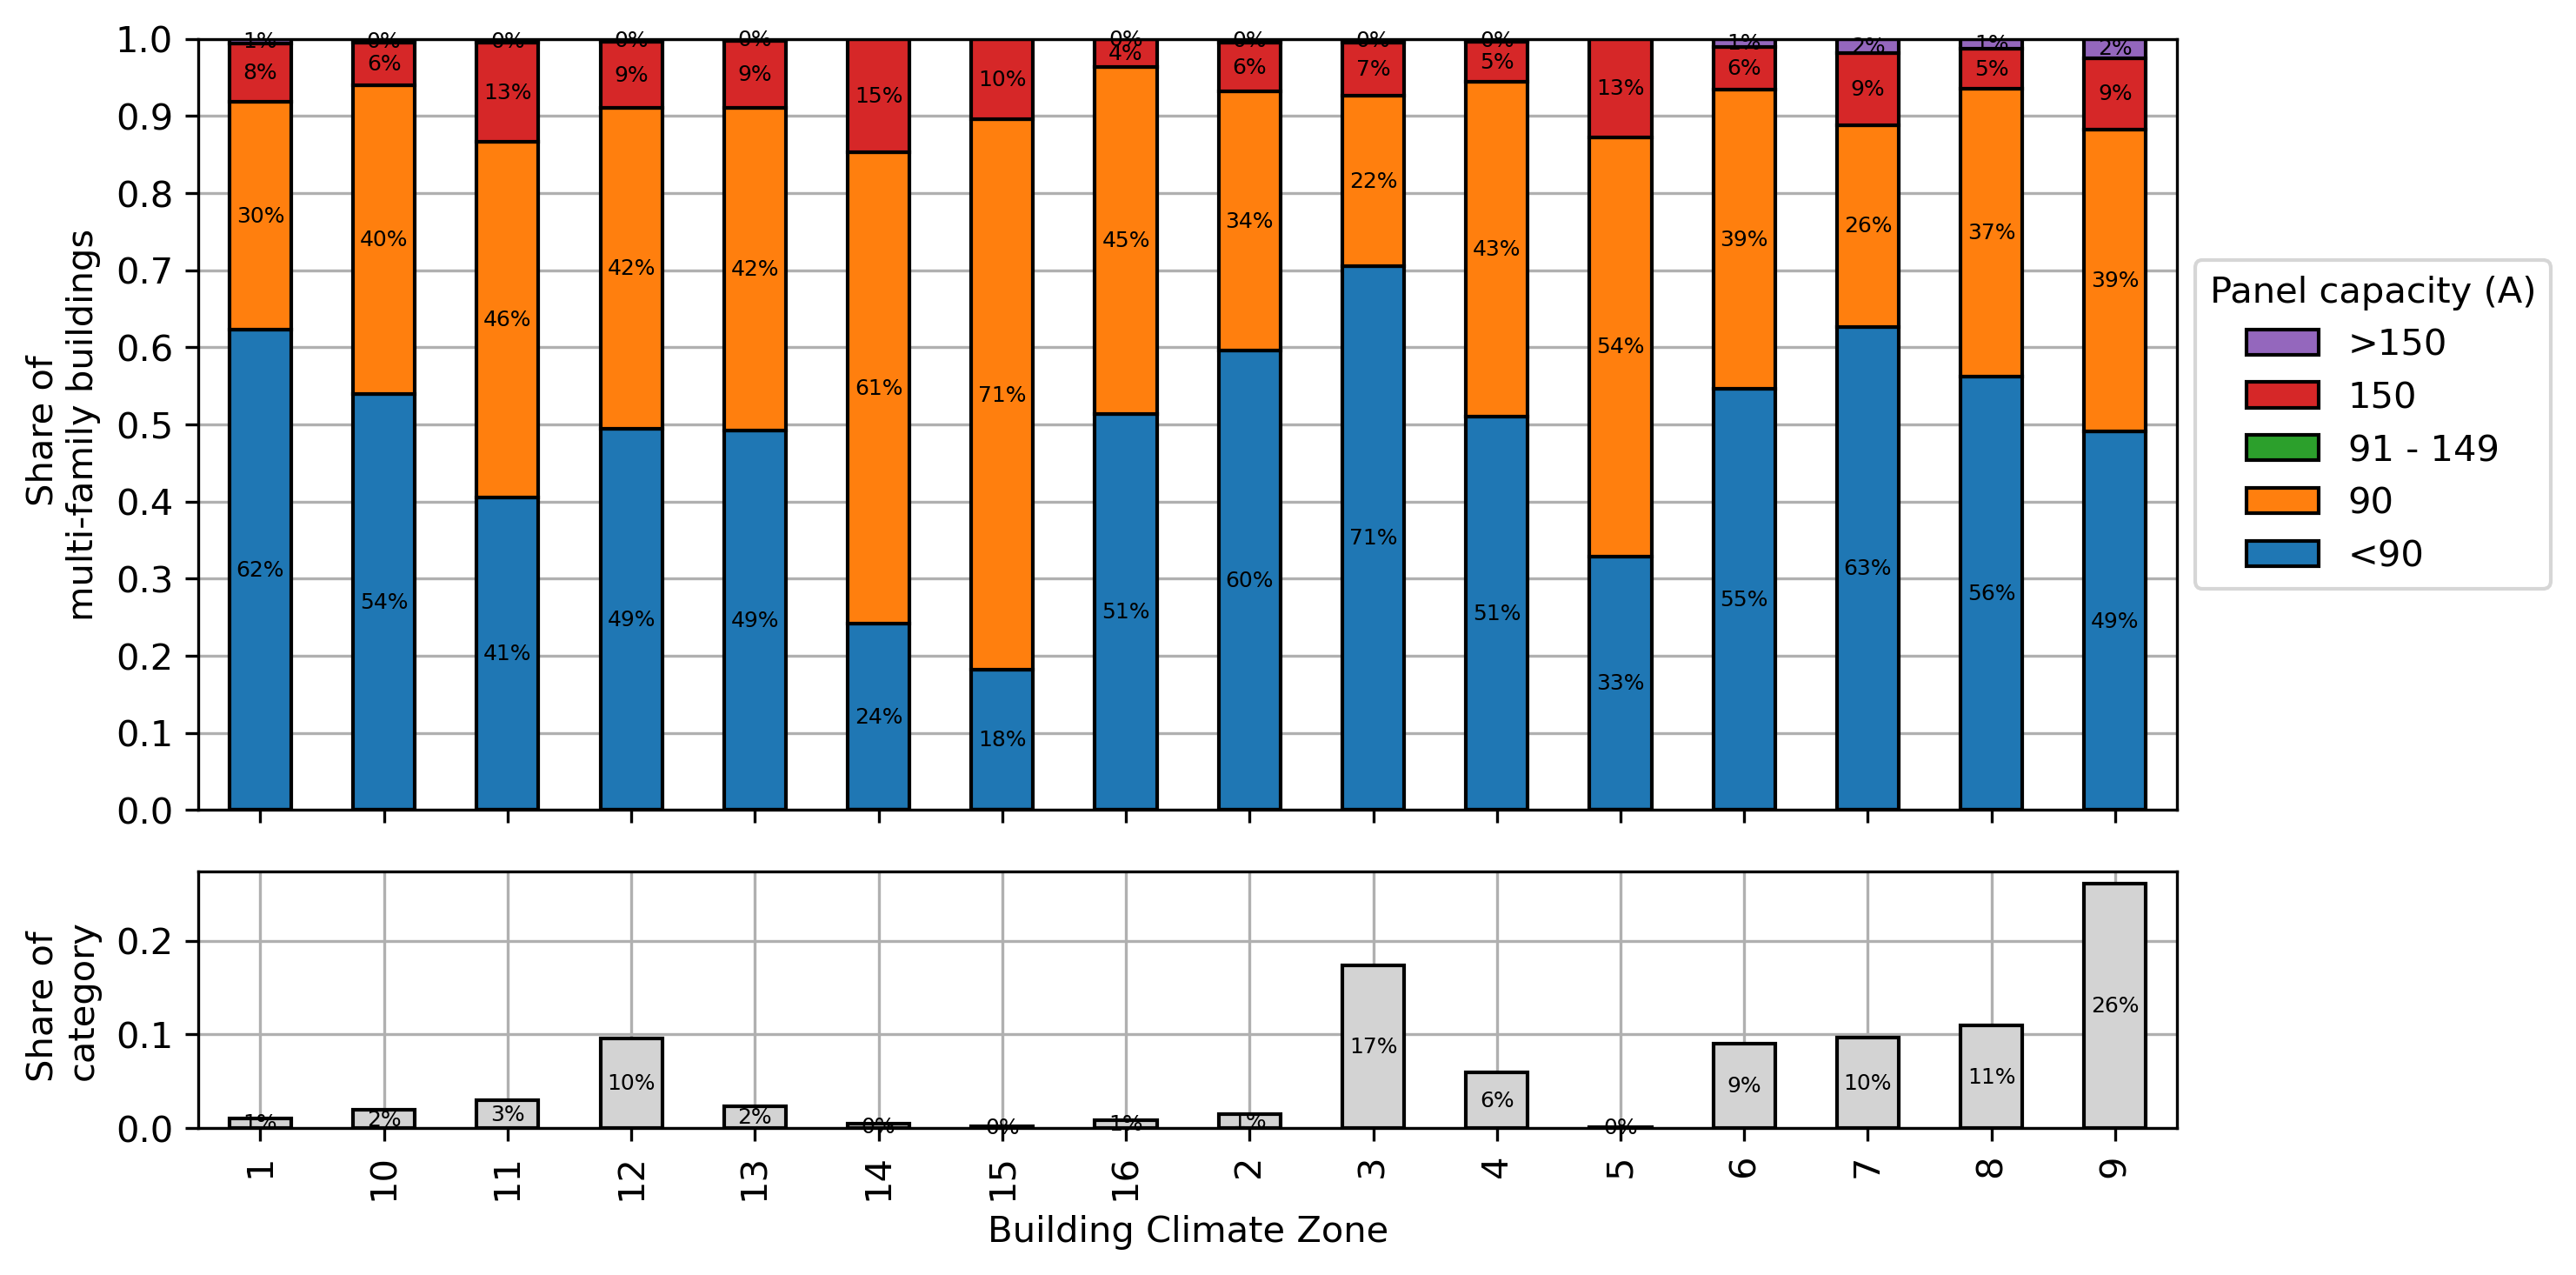 Share of
multi-family buildings
1.0
0.9
0.8
0.7
0.6
0.5
0.4
0.3
0.2
0.1
0.0
1% 0% 0% 0% 0% 0% 0% 0% 0% 1% 2% 1% 2%
8% 6% 13% 9% 9% 15% 10% 4% 6% 7% 5% 13% 6% 9% 5% 9%
30% 40% 46% 42% 42% 61% 71% 45% 34% 22% 43% 54% 39% 26% 37% 39%
62% 54% 41% 49% 49% 24% 18% 51% 60% 71% 51% 33% 55% 63% 56% 49%
Panel capacity (A)
>150
150
91 - 149
90
<90
Share of
category
0.2
0.1
0.0
1% 2% 3% 10% 2% 0% 0% 1% 1% 17% 6% 0% 9% 10% 11% 26%
1 10 11 12 13 14 15 16 2 3 4 5 6 7 8 9
Building Climate Zone